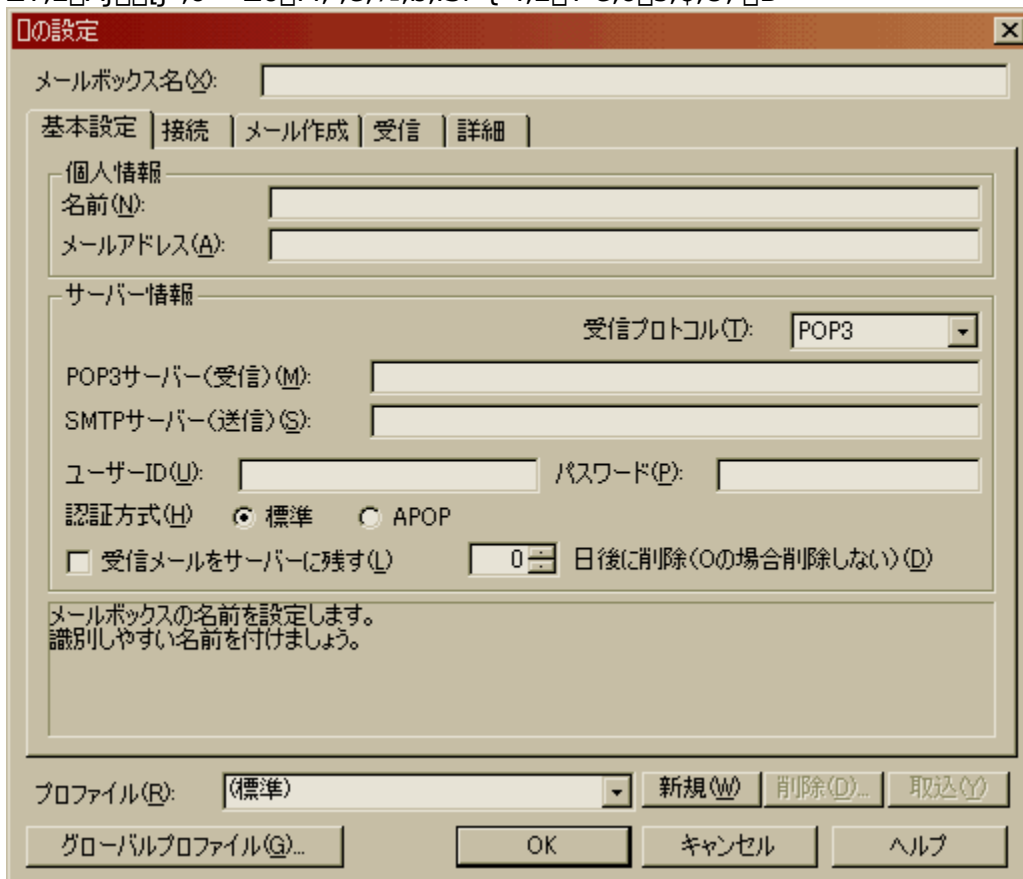 の設定
メールボックス名(X):
基本設定 接続 メール作成 受信 詳細
個人情報
名前(N):
メールアドレス(A):
サーバー情報
受信プロトコル(T): POP3
POP3サーバー(受信)(M):
SMTPサーバー(送信)(S):
ユーザーID(U): パスワード(P):
認証方式(H) 標準 APOP
受信メールをサーバーに残す(L) 0 日後に削除(0の場合削除しない)(D)
メールボックスの名前を設定します。
識別しやすい名前を付けましょう。
プロファイル(R): (標準) 新規(W) 削除(D)... 取込(Y)
グローバルプロファイル(G)... OK キャンセル ヘルプ